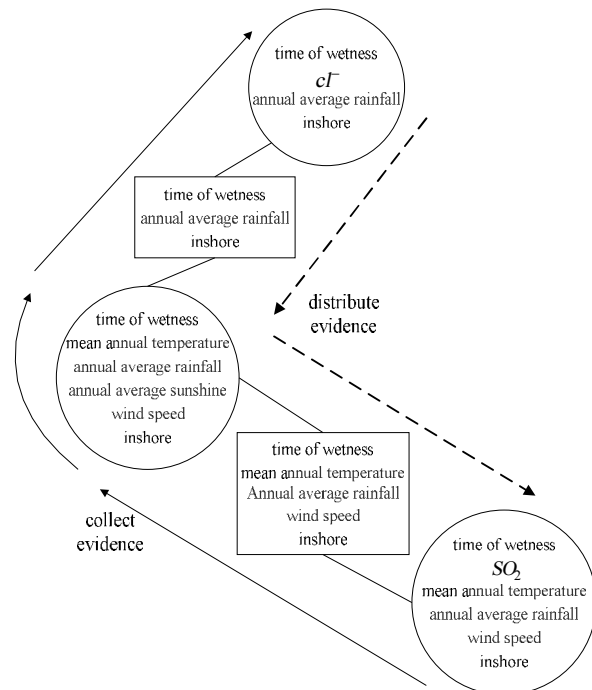 time of wetness
cl⁻
annual average rainfall
inshore
time of wetness
annual average rainfall
inshore
distribute
evidence
time of wetness
mean annual temperature
annual average rainfall
annual average sunshine
wind speed
inshore
time of wetness
mean annual temperature
Annual average rainfall
wind speed
inshore
collect
evidence
time of wetness
SO₂
mean annual temperature
annual average rainfall
wind speed
inshore